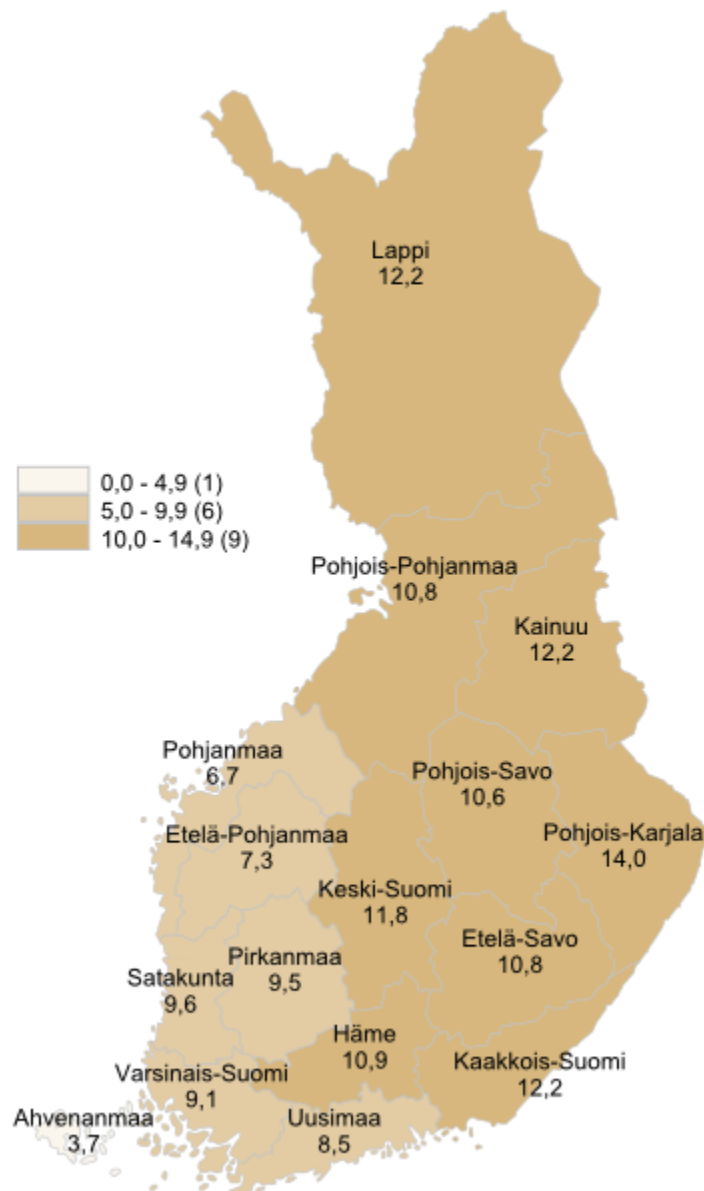 Lappi
12,2
0,0 - 4,9 (1)
5,0 - 9,9 (6)
10,0 - 14,9 (9)
Pohjois-Pohjanmaa
10,8
Kainuu
12,2
Pohjanmaa
6,7
Pohjois-Savo
10,6
Etelä-Pohjanmaa
7,3
Pohjois-Karjala
14,0
Keski-Suomi
11,8
Etelä-Savo
10,8
Pirkanmaa
9,5
Satakunta
9,6
Häme
10,9
Kaakkois-Suomi
12,2
Varsinais-Suomi
9,1
Ahvenanmaa
3,7
Uusimaa
8,5